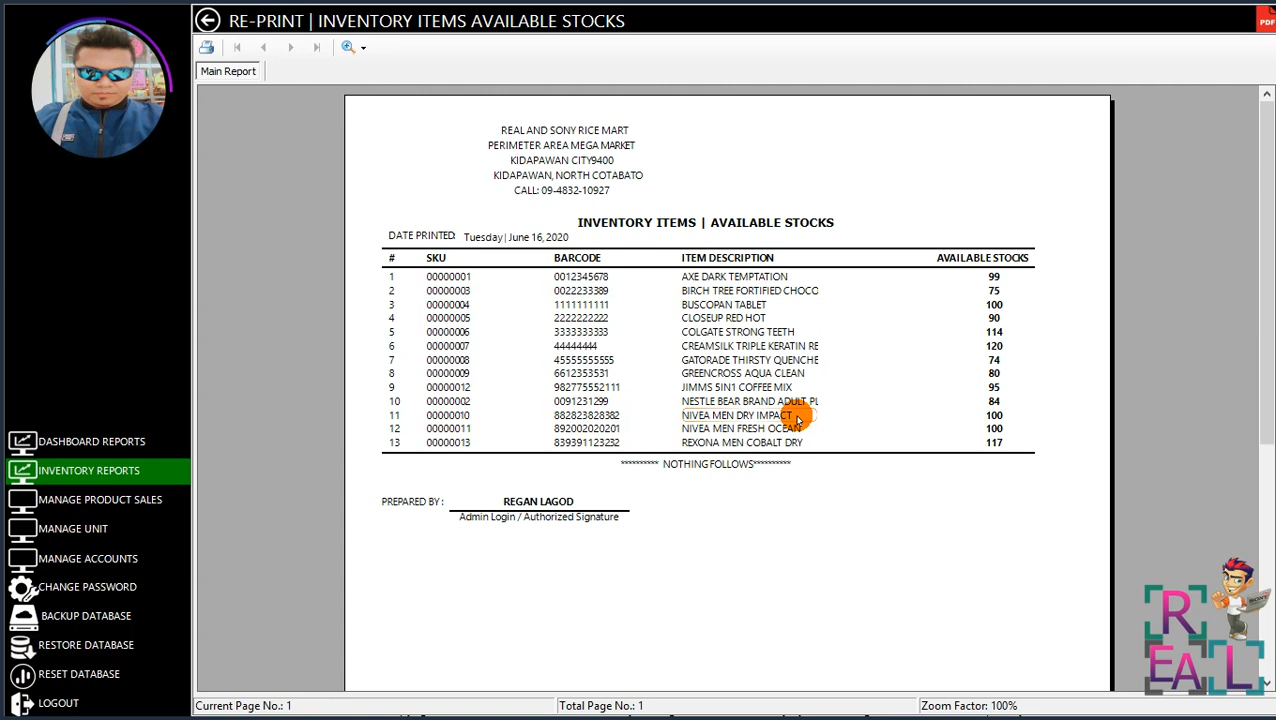 RE-PRINT | INVENTORY ITEMS AVAILABLE STOCKS
PDF
Main Report
REAL AND SONY RICE MART
PERIMETER AREA MEGA MARKET
KIDAPAWAN CITY9400
KIDAPAWAN, NORTH COTABATO
CALL: 09-4832-10927
INVENTORY ITEMS | AVAILABLE STOCKS
DATE PRINTED: Tuesday | June 16, 2020
# SKU BARCODE ITEM DESCRIPTION AVAILABLE STOCKS
1 00000001 0012345678 AXE DARK TEMPTATION 99
2 00000003 0022233389 BIRCH TREE FORTIFIED CHOCO 75
3 00000004 1111111111 BUSCOPAN TABLET 100
4 00000005 2222222222 CLOSEUP RED HOT 90
5 00000006 3333333333 COLGATE STRONG TEETH 114
6 00000007 44444444 CREAMSILK TRIPLE KERATIN RE 120
7 00000008 45555555555 GATORADE THIRSTY QUENCHE 74
8 00000009 6612353531 GREENCROSS AQUA CLEAN 80
9 00000012 982775552111 JIMMS 5IN1 COFFEE MIX 95
10 00000002 0091231299 NESTLE BEAR BRAND ADULT PL 84
11 00000010 882823828382 NIVEA MEN DRY IMPACT 100
12 00000011 892002020201 NIVEA MEN FRESH OCEAN 100
13 00000013 839391123232 REXONA MEN COBALT DRY 117
********** NOTHING FOLLOWS**********
PREPARED BY : REGAN LAGOD
Admin Login / Authorized Signature
DASHBOARD REPORTS
INVENTORY REPORTS
MANAGE PRODUCT SALES
MANAGE UNIT
MANAGE ACCOUNTS
CHANGE PASSWORD
BACKUP DATABASE
RESTORE DATABASE
RESET DATABASE
LOGOUT
SONY
R
EAL
Current Page No.: 1 Total Page No.: 1 Zoom Factor: 100%